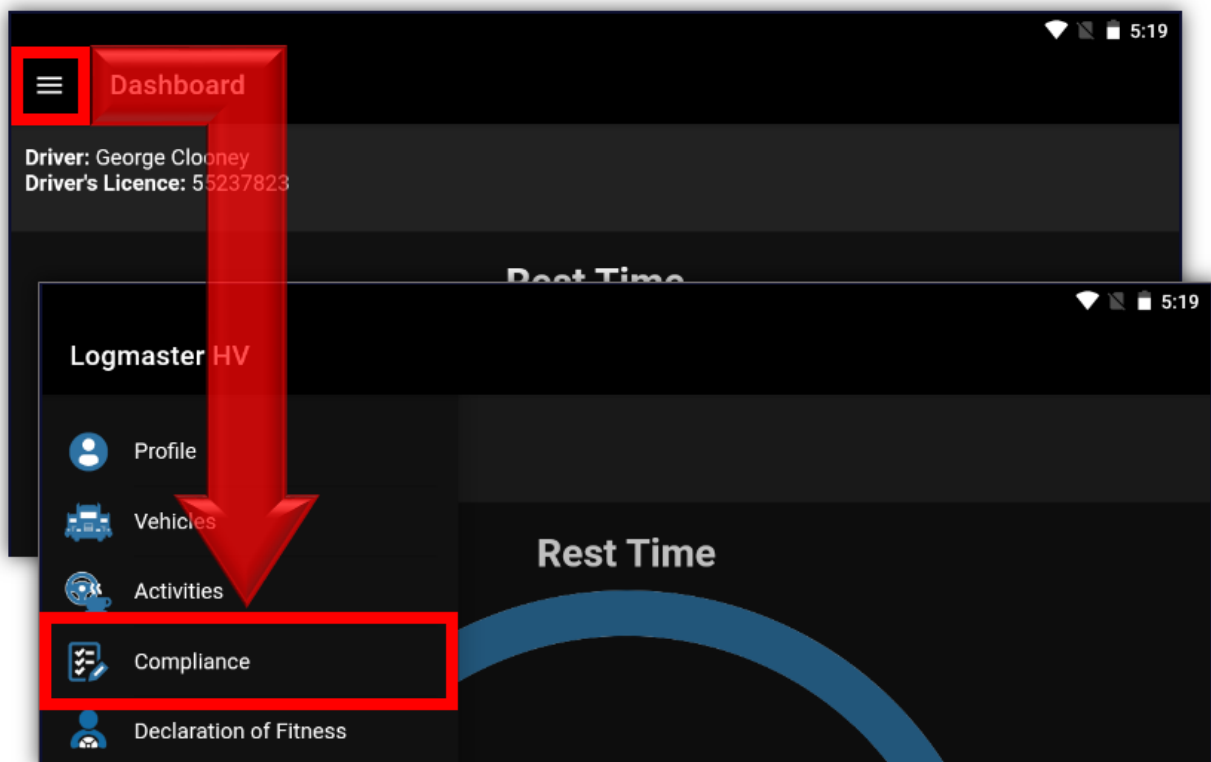 5:19
Dashboard
Driver: George Clooney
Driver's Licence: 55237823
Rest Time
5:19
Logmaster HV
Profile
Vehicles
Rest Time
Activities
Compliance
Declaration of Fitness